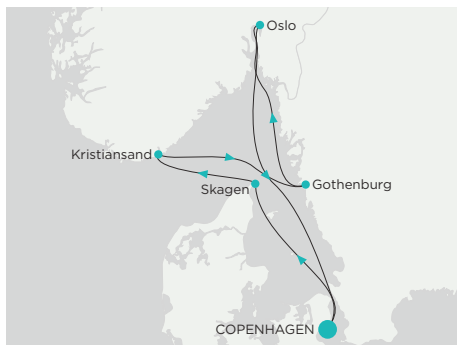 Oslo
Kristiansand
Skagen
Gothenburg
COPENHAGEN